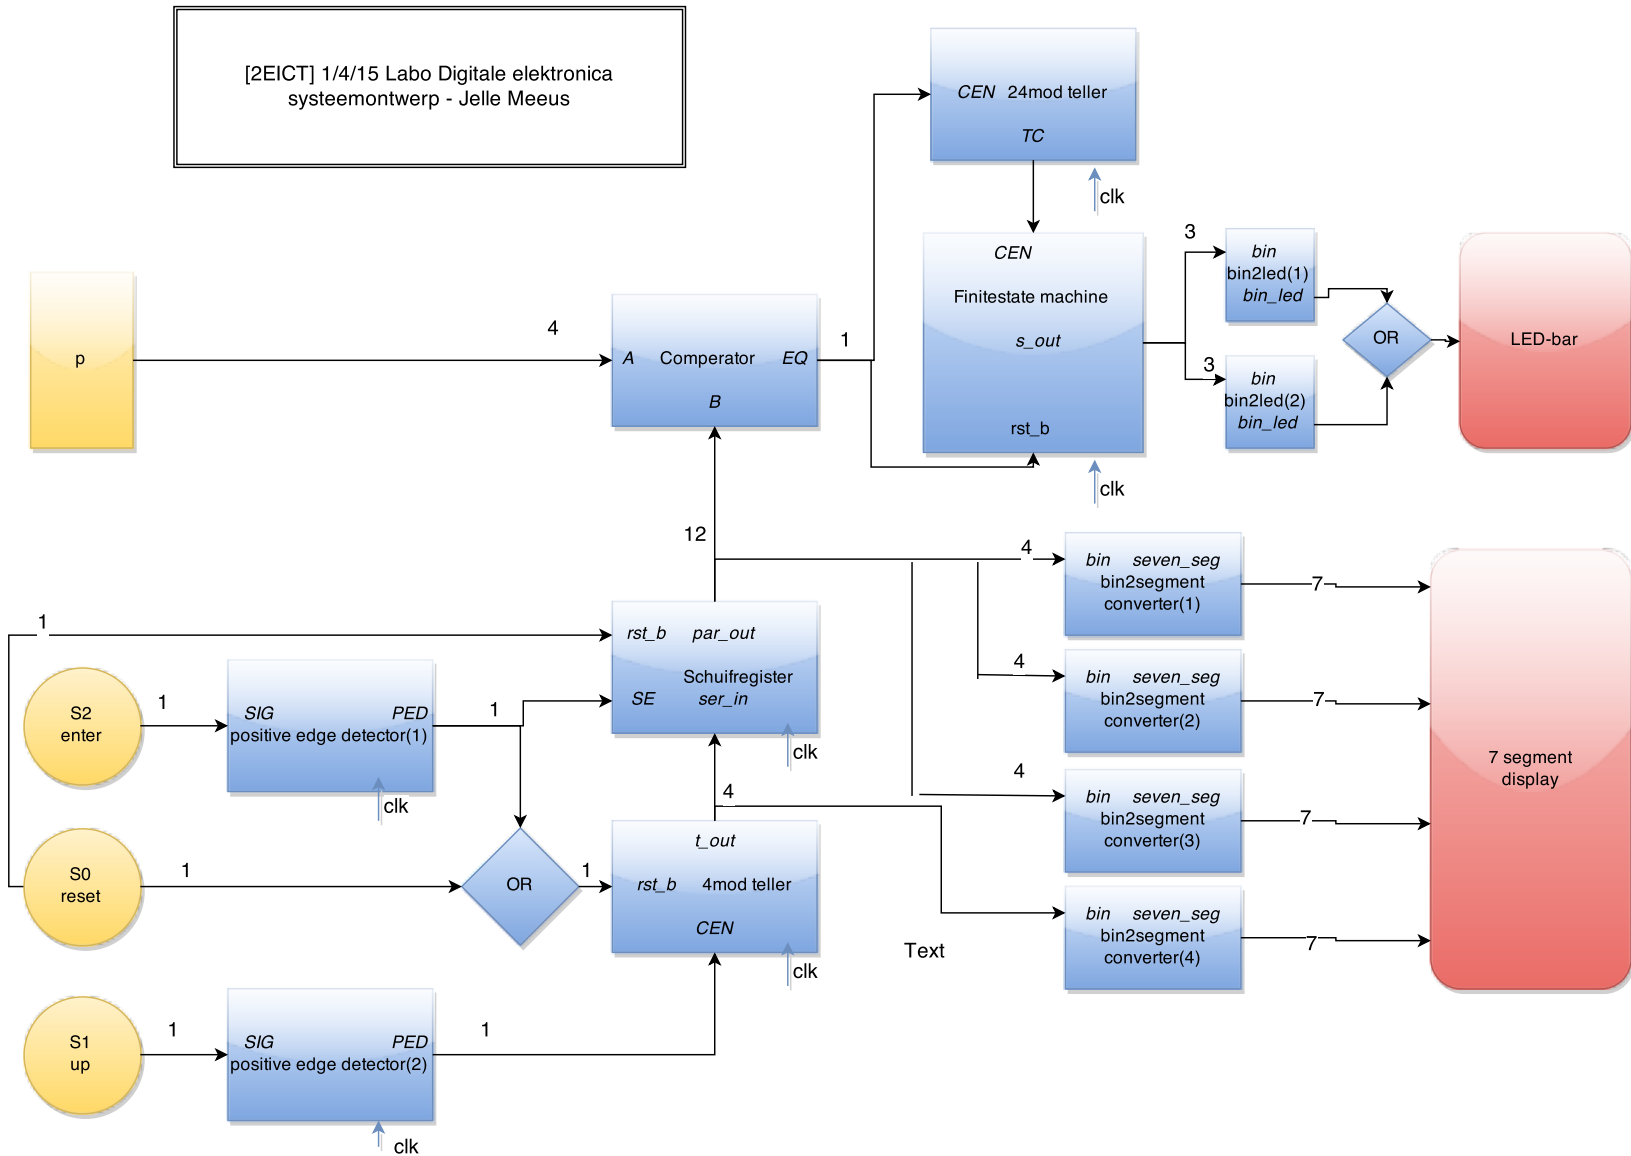 [2EICT] 1/4/15 Labo Digitale elektronica
systeemontwerp - Jelle Meeus
CEN 24mod teller
TC
clk
CEN
Finitestate machine
s_out
rst_b
clk
3
bin
bin2led(1)
bin_led
3
bin
bin2led(2)
bin_led
OR
LED-bar
p
4
A Comperator EQ
B
1
12
1
rst_b par_out
Schuifregister
SE ser_in
clk
S2
enter
1
SIG PED
positive edge detector(1)
clk
1
S0
reset
1
OR
1
4
t_out
rst_b 4mod teller
CEN
clk
S1
up
1
SIG PED
positive edge detector(2)
clk
1
4
bin seven_seg
bin2segment
converter(1)
7
4
bin seven_seg
bin2segment
converter(2)
7
4
bin seven_seg
bin2segment
converter(3)
7
bin seven_seg
bin2segment
converter(4)
7
Text
7 segment
display